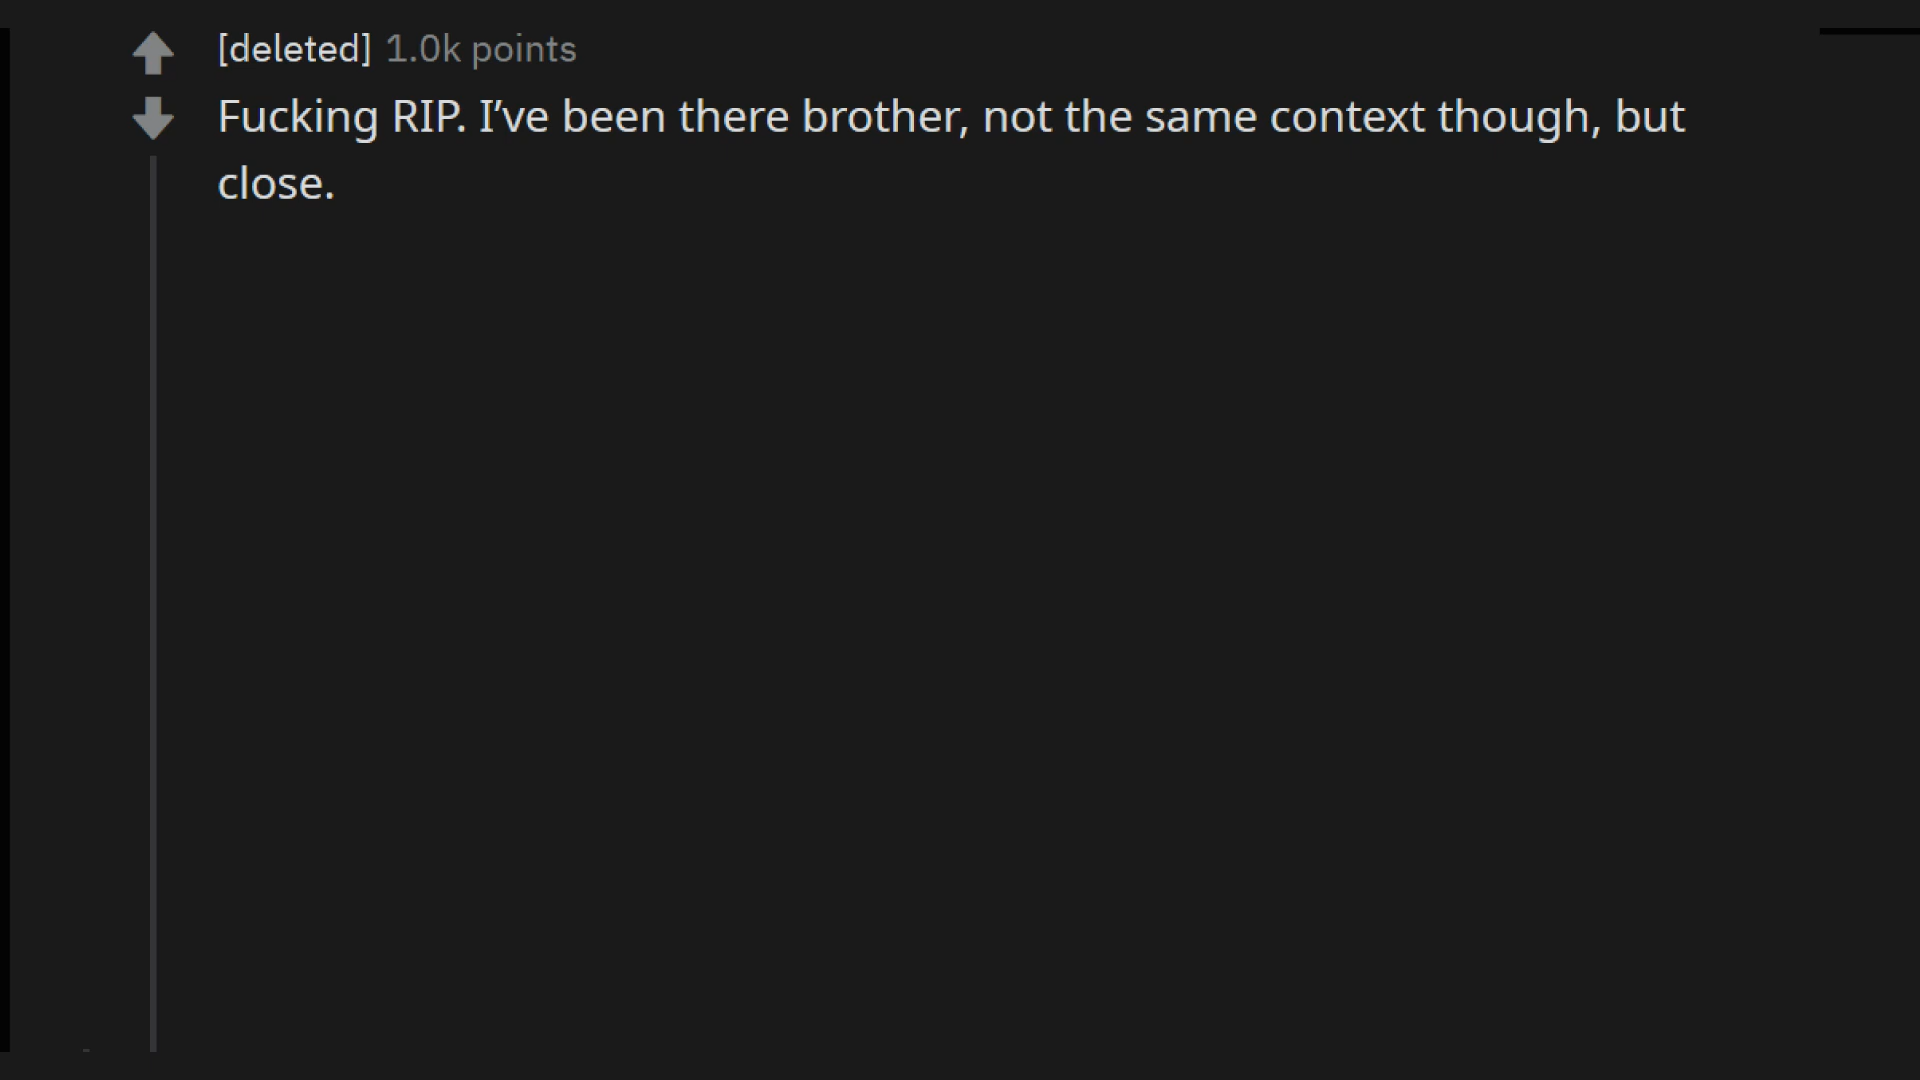 [deleted] 1.0k points
Fucking RIP. I’ve been there brother, not the same context though, but
close.